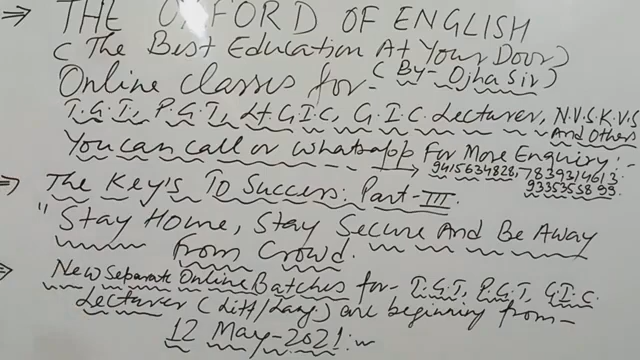 ⇒ THE OXFORD OF ENGLISH
( The Best Education At Your Door)
Online classes for- ( By- Ojha Sir)
T.G.T, P.G.T, Lt G.I.C, G.I.C. Lecturer, N.V.S. K.V.S
And Others
You can call or whatsapp For More Enquiry:-
9415634828, 7839314613.
9335355899
⇒ The Key's To Success: Part-III.
"Stay Home, Stay Secure And Be Away
from Crowd.
⇒ New Separate Online Batches for- T.G.T, P.G.T, G.I.C.
Lecturer (Litt/Lang.) are beginning from-
12 May-2021: